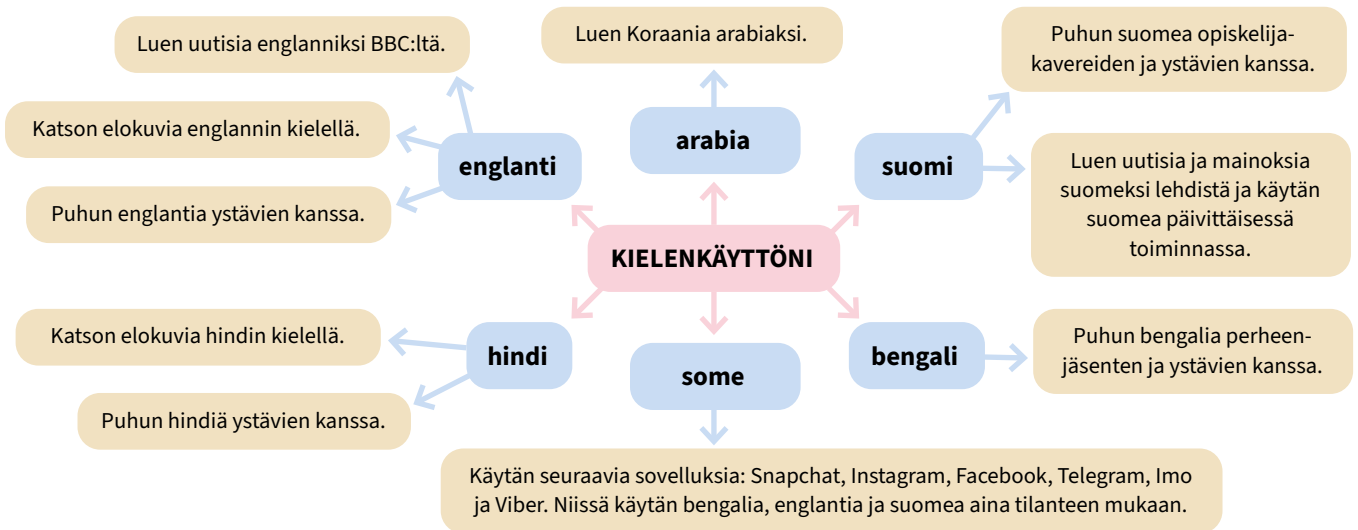 Luen uutisia englanniksi BBC:ltä.
Luen Koraania arabiaksi.
Puhun suomea opiskelija-
kavereiden ja ystävien kanssa.
Katson elokuvia englannin kielellä.
englanti
arabia
suomi
Luen uutisia ja mainoksia
suomeksi lehdistä ja käytän
suomea päivittäisessä
toiminnassa.
Puhun englantia ystävien kanssa.
KIELENKÄYTTÖNI
Katson elokuvia hindin kielellä.
hindi
some
bengali
Puhun bengalia perheen-
jäsenten ja ystävien kanssa.
Puhun hindiä ystävien kanssa.
Käytän seuraavia sovelluksia: Snapchat, Instagram, Facebook, Telegram, Imo
ja Viber. Niissä käytän bengalia, englantia ja suomea aina tilanteen mukaan.